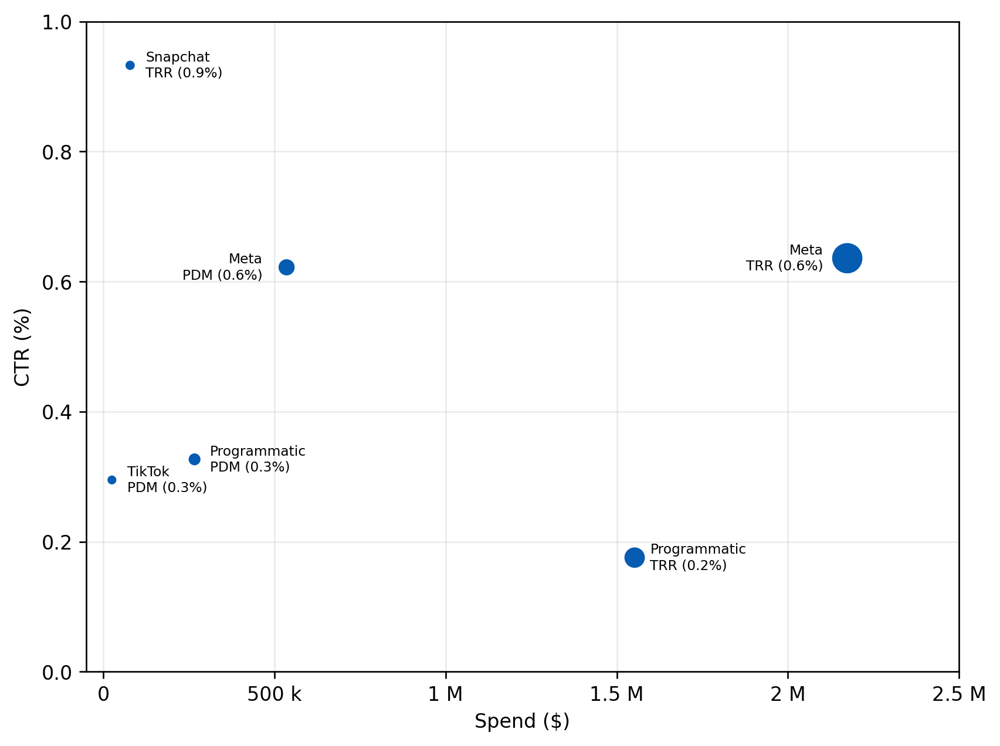 1.0
0.8
0.6
0.4
0.2
0.0
CTR (%)
Snapchat
TRR (0.9%)
Meta
PDM (0.6%)
Meta
TRR (0.6%)
Programmatic
PDM (0.3%)
TikTok
PDM (0.3%)
Programmatic
TRR (0.2%)
0 500 k 1 M 1.5 M 2 M 2.5 M
Spend ($)